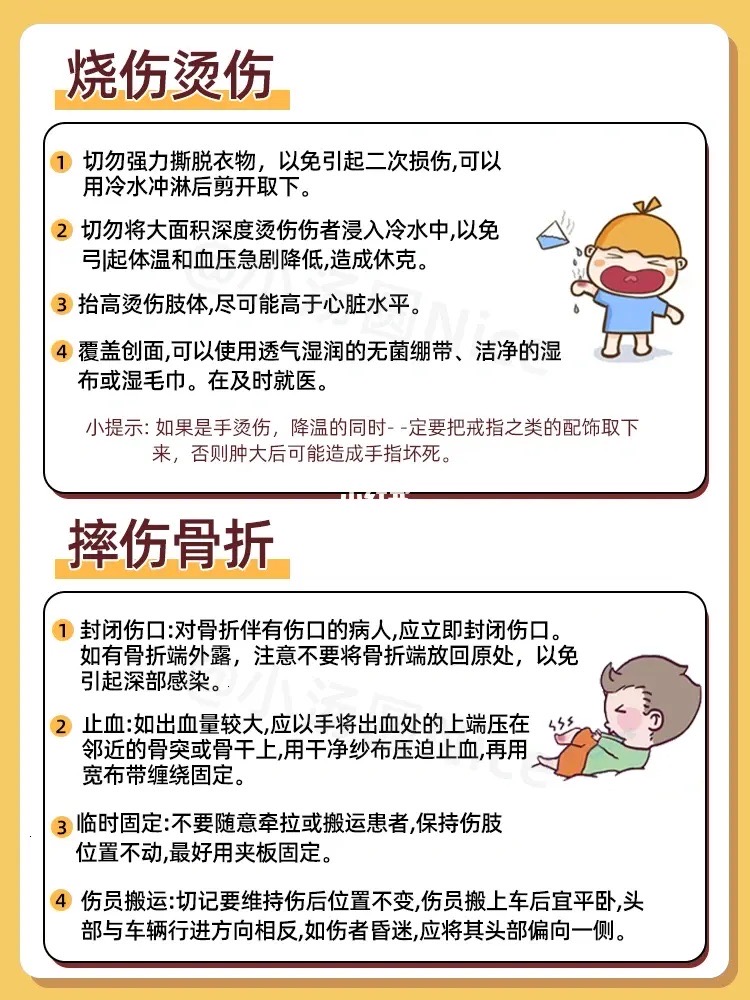 烧伤烫伤
1 切勿强力撕脱衣物，以免引起二次损伤,可以
用冷水冲淋后剪开取下。
2 切勿将大面积深度烫伤伤者浸入冷水中,以免
弓|起体温和血压急剧降低,造成休克。
3 抬高烫伤肢体,尽可能高于心脏水平。
4 覆盖创面,可以使用透气湿润的无菌绷带、洁净的湿
布或湿毛巾。在及时就医。
小提示: 如果是手烫伤，降温的同时- -定要把戒指之类的配饰取下
来，否则肿大后可能造成手指坏死。
摔伤骨折
1 封闭伤口:对骨折伴有伤口的病人,应立即封闭伤口。
如有骨折端外露，注意不要将骨折端放回原处，以免
引起深部感染。
2 止血:如出血量较大,应以手将出血处的上端压在
邻近的骨突或骨干上,用干净纱布压迫止血,再用
宽布带缠绕固定。
3 临时固定:不要随意牵拉或搬运患者,保持伤肢
位置不动,最好用夹板固定。
4 伤员搬运:切记要维持伤后位置不变,伤员搬上车后宜平卧,头
部与车辆行进方向相反,如伤者昏迷,应将其头部偏向一侧。
@小汤圆Nice